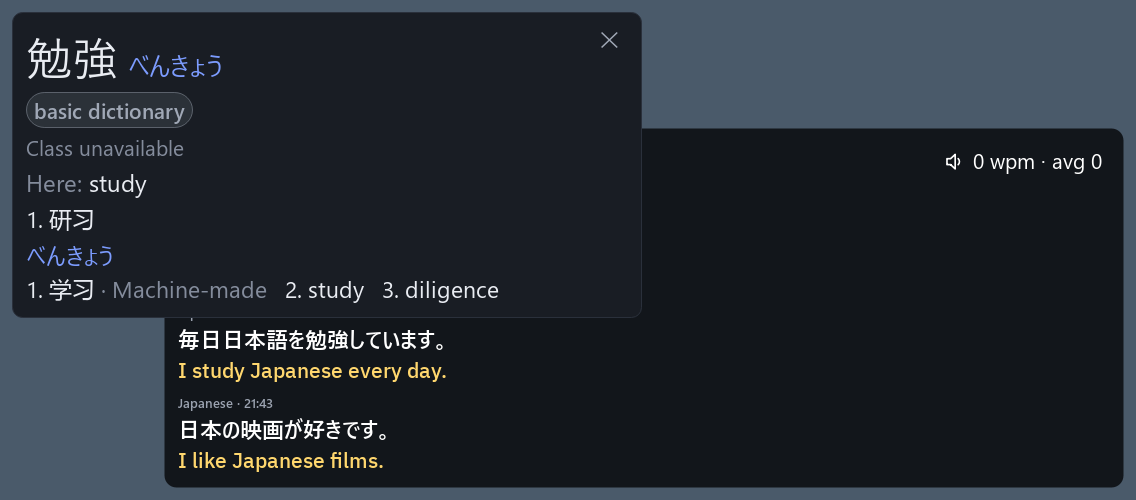 勉強 べんきょう
basic dictionary
Class unavailable
Here: study
1. 研习
べんきょう
1. 学习 · Machine-made 2. study 3. diligence
0 wpm · avg 0
毎日日本語を勉強しています。
I study Japanese every day.
Japanese · 21:43
日本の映画が好きです。
I like Japanese films.